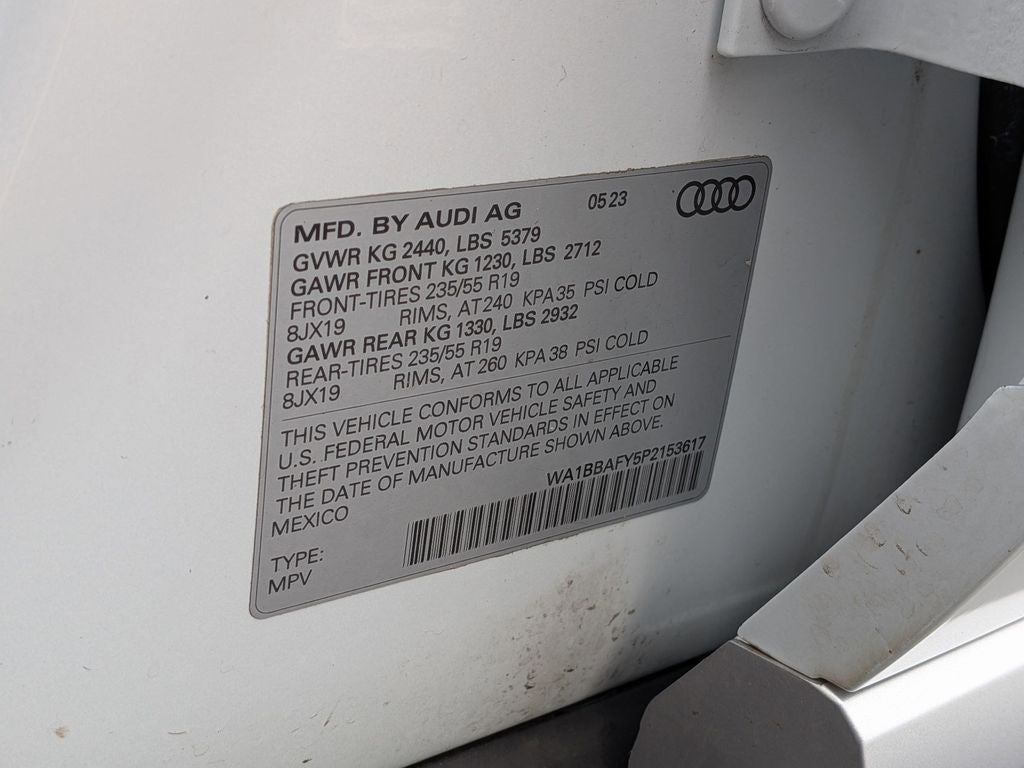 MFD. BY AUDI AG 05 23
GVWR KG 2440, LBS 5379
GAWR FRONT KG 1230, LBS 2712
FRONT-TIRES 235/55 R19
8JX19 RIMS, AT 240 KPA 35 PSI COLD
GAWR REAR KG 1330, LBS 2932
REAR-TIRES 235/55 R19
8JX19 RIMS, AT 260 KPA 38 PSI COLD
THIS VEHICLE CONFORMS TO ALL APPLICABLE
U.S. FEDERAL MOTOR VEHICLE SAFETY AND
THEFT PREVENTION STANDARDS IN EFFECT ON
THE DATE OF MANUFACTURE SHOWN ABOVE.
MEXICO WA1BBAFY5P2153617
TYPE:
MPV